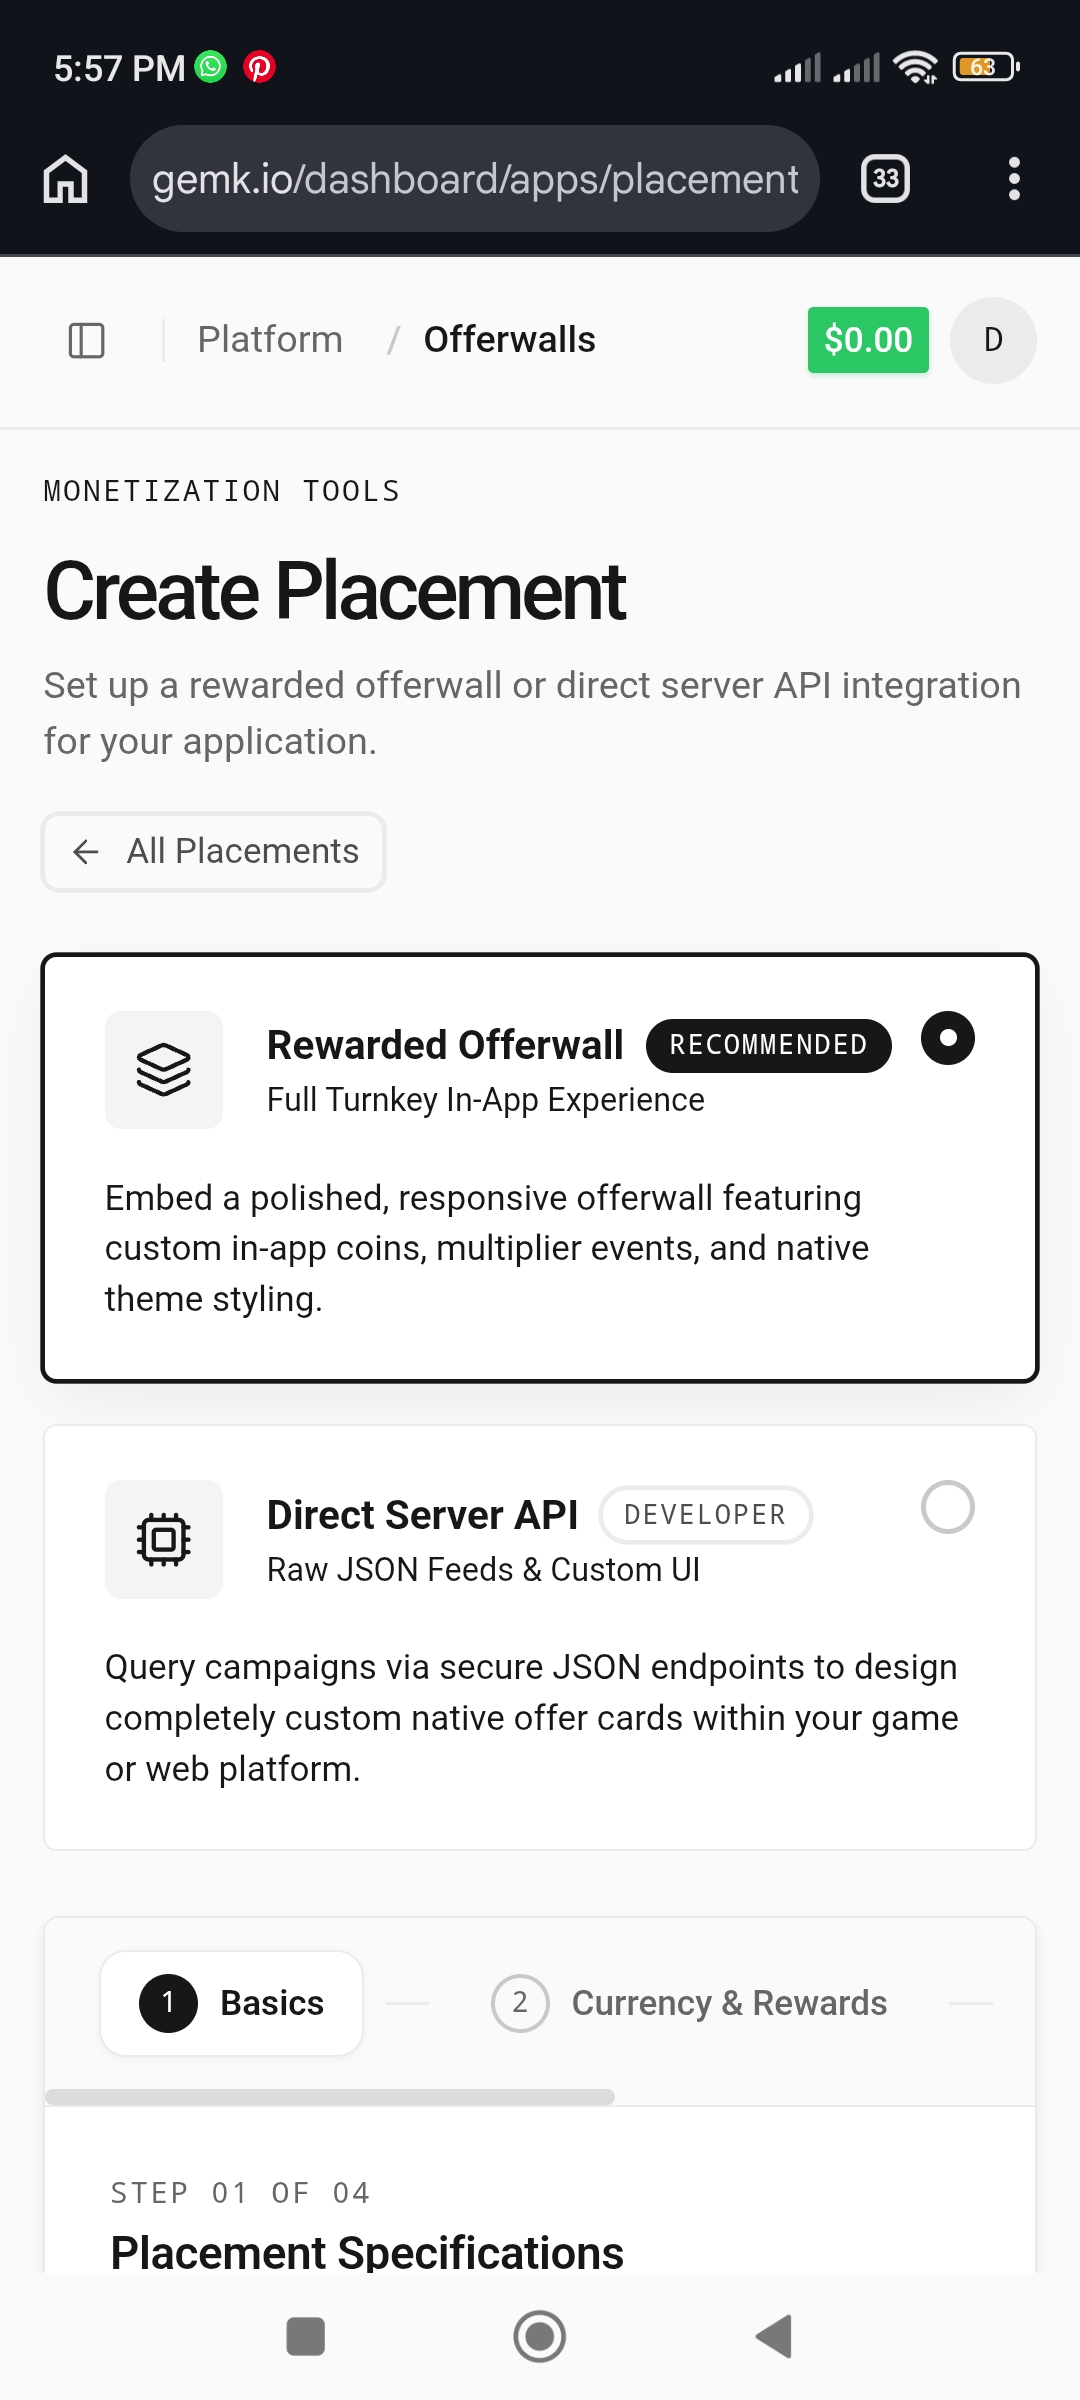 5:57 PM
63
gemk.io/dashboard/apps/placement
33
Platform / Offerwalls
$0.00
D
MONETIZATION TOOLS
Create Placement
Set up a rewarded offerwall or direct server API integration
for your application.
← All Placements
Rewarded Offerwall RECOMMENDED
Full Turnkey In-App Experience
Embed a polished, responsive offerwall featuring
custom in-app coins, multiplier events, and native
theme styling.
Direct Server API DEVELOPER
Raw JSON Feeds & Custom UI
Query campaigns via secure JSON endpoints to design
completely custom native offer cards within your game
or web platform.
1 Basics
2 Currency & Rewards
STEP 01 OF 04
Placement Specifications